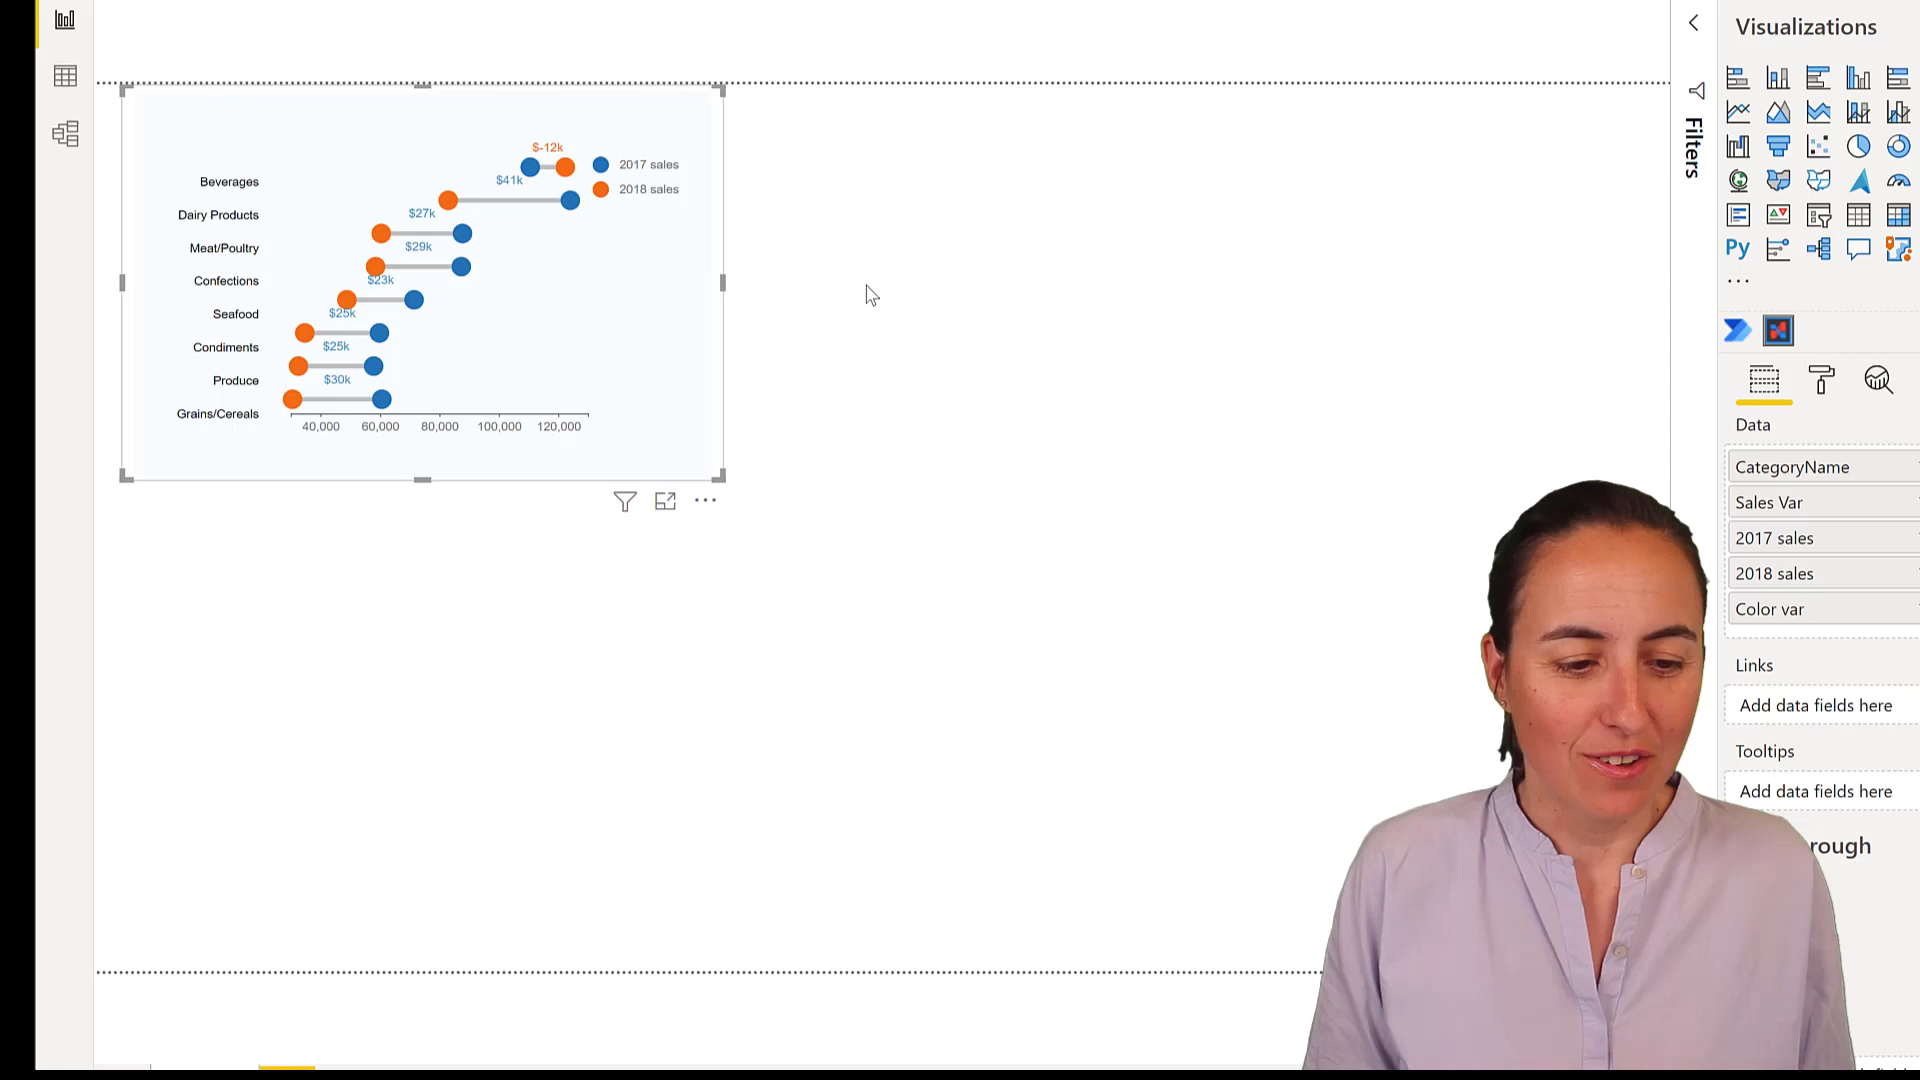 Visualizations
Filters
$-12k
2017 sales
$41k
Beverages
2018 sales
$27k
Dairy Products
$29k
Meat/Poultry
$23k
Confections
$25k
Seafood
$25k
Condiments
$30k
Produce
Grains/Cereals
40,000 60,000 80,000 100,000 120,000
Py
Data
CategoryName
Sales Var
2017 sales
2018 sales
Color var
Links
Add data fields here
Tooltips
Add data fields here
rough